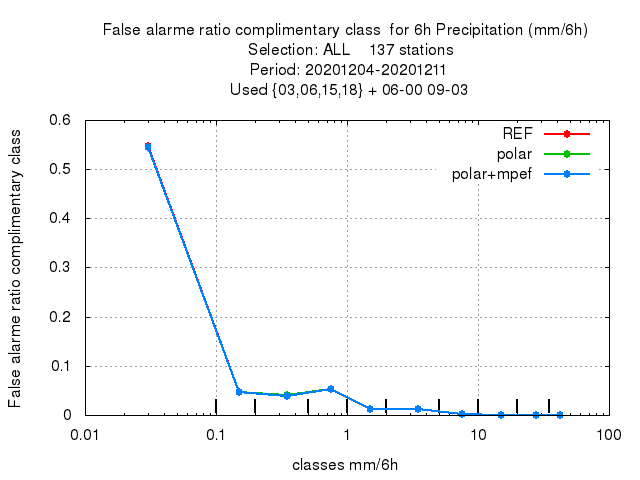 False alarme ratio complimentary class  for 6h Precipitation (mm/6h)
Selection: ALL    137 stations
Period: 20201204-20201211
Used {03,06,15,18} + 06-00 09-03
False alarme ratio complimentary class
0.6
0.5
0.4
0.3
0.2
0.1
0
REF
polar
polar+mpef
0.01
0.1
1
10
100
classes mm/6h